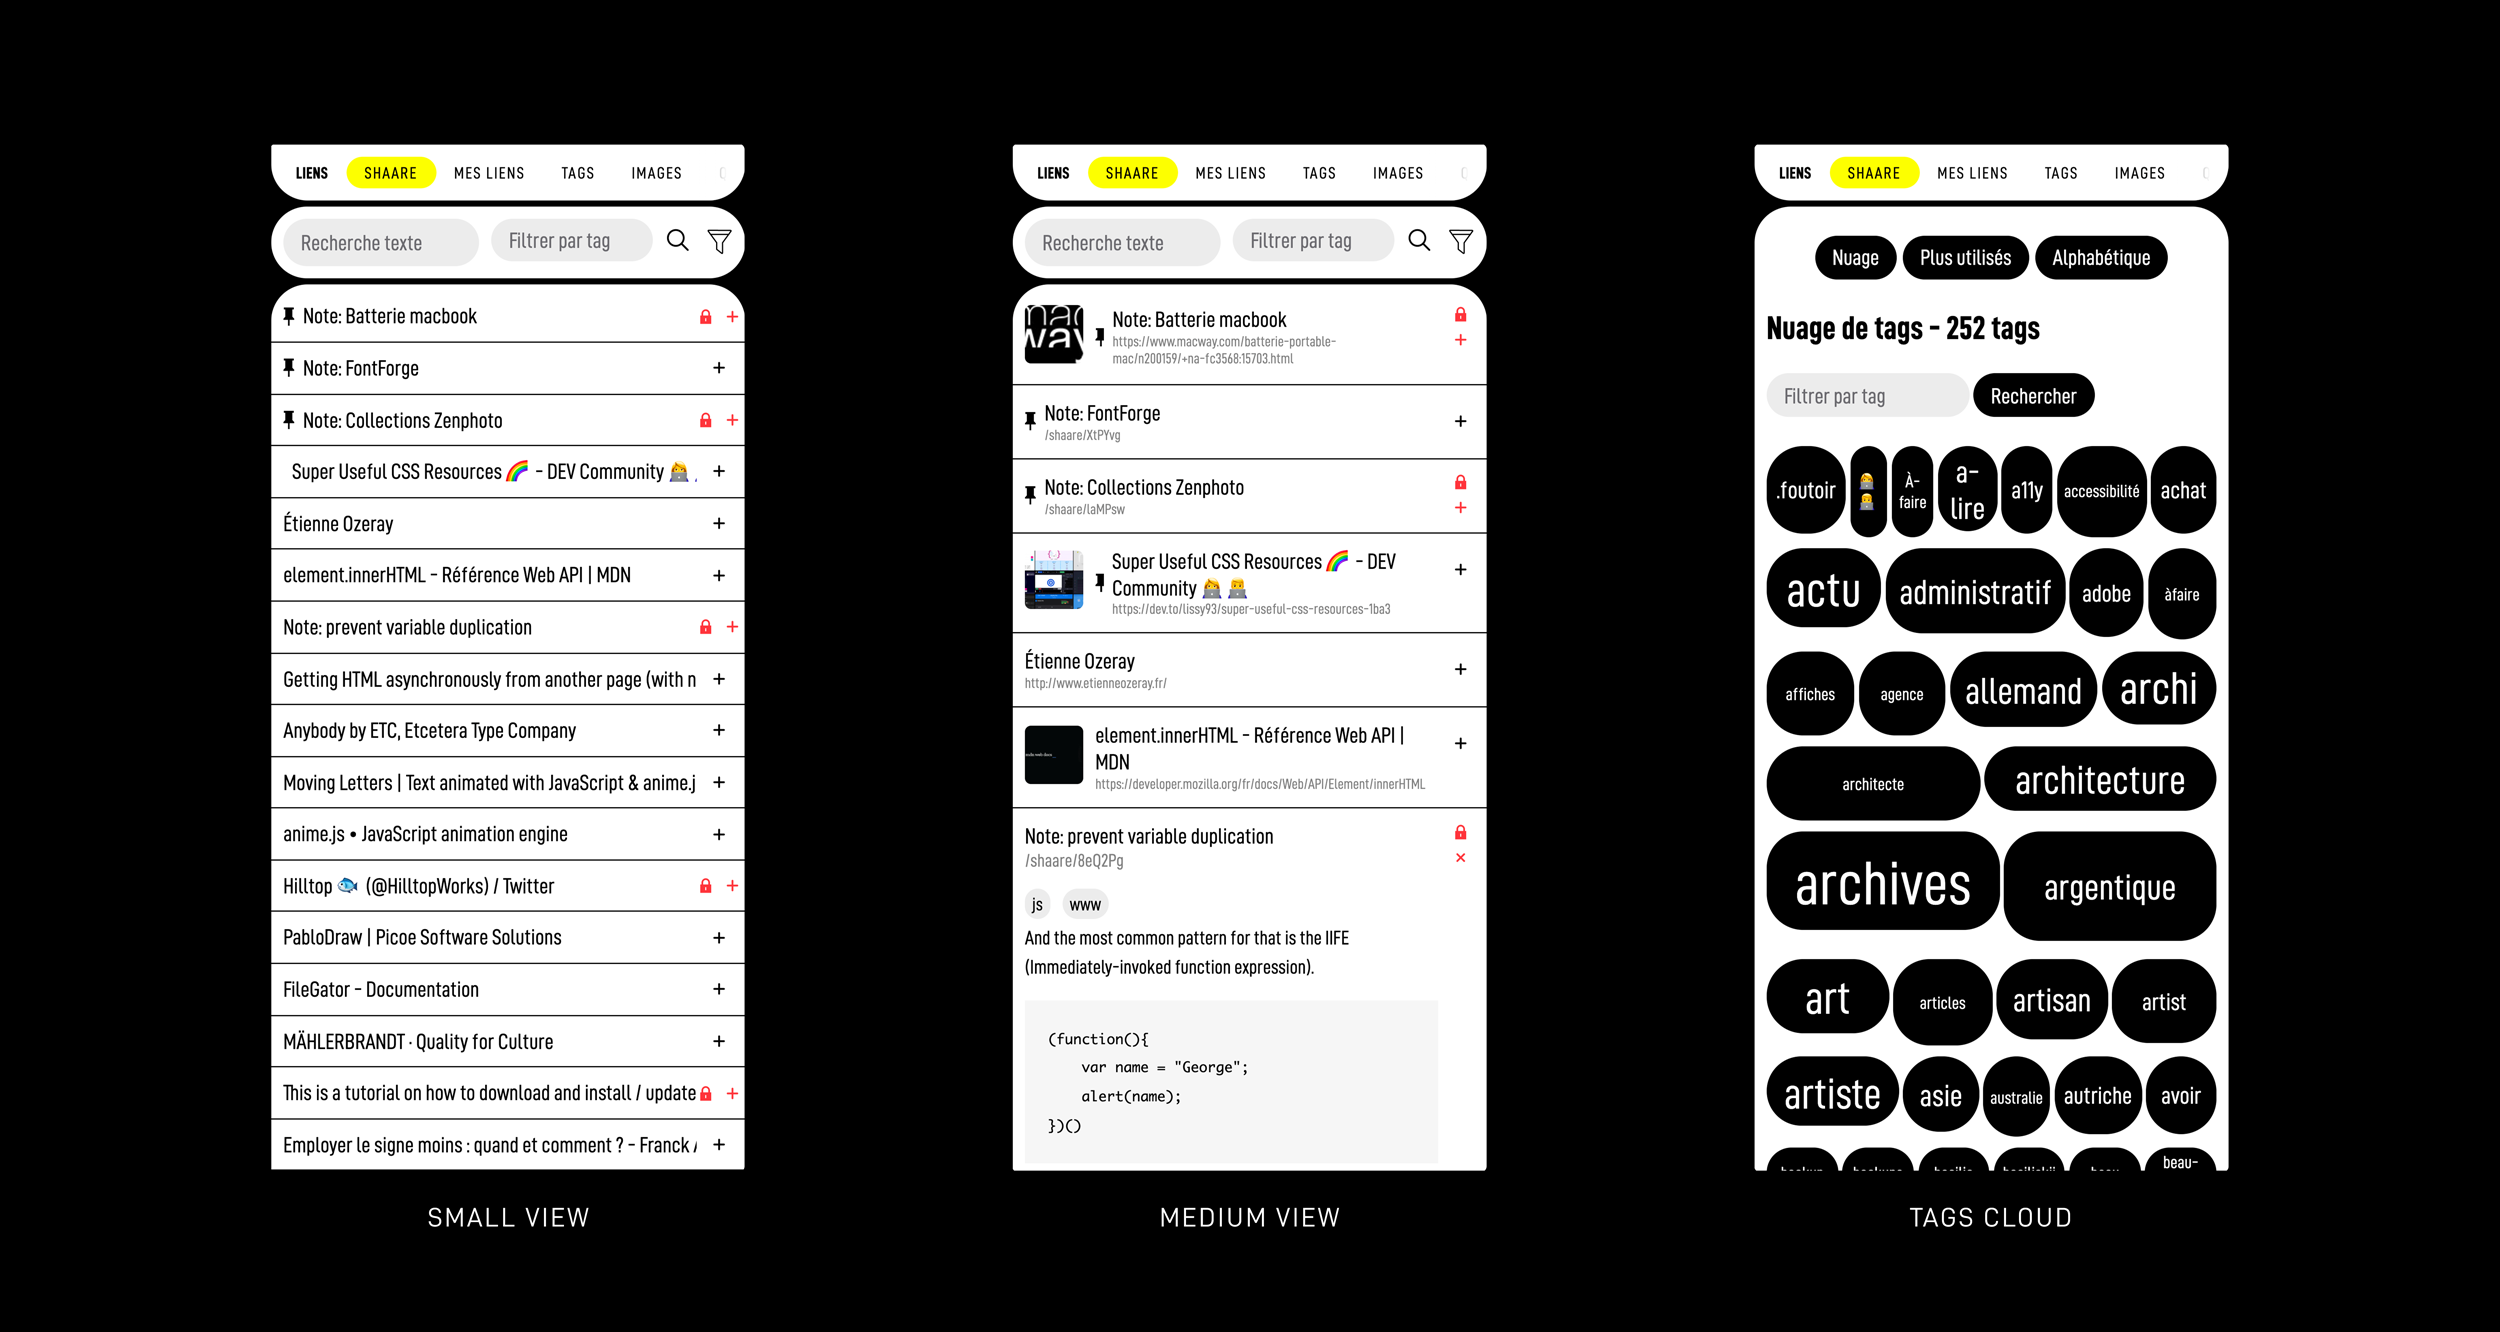 LIENS SHAARE MES LIENS TAGS IMAGES
Recherche texte Filtrer par tag
Note: Batterie macbook +
Note: FontForge +
Note: Collections Zenphoto +
Super Useful CSS Resources 🌈 - DEV Community 👩‍💻 +
Étienne Ozeray +
element.innerHTML - Référence Web API | MDN +
Note: prevent variable duplication +
Getting HTML asynchronously from another page (with n +
Anybody by ETC, Etcetera Type Company +
Moving Letters | Text animated with JavaScript & anime.j +
anime.js • JavaScript animation engine +
Hilltop 🐟 (@HilltopWorks) / Twitter +
PabloDraw | Picoe Software Solutions +
FileGator - Documentation +
MÄHLERBRANDT · Quality for Culture +
This is a tutorial on how to download and install / update +
Employer le signe moins : quand et comment ? - Franck +
SMALL VIEW
LIENS SHAARE MES LIENS TAGS IMAGES
Recherche texte Filtrer par tag
Note: Batterie macbook
https://www.macway.com/batterie-portable-
mac/n200159/+na-fc3568:15703.html
+
Note: FontForge +
/shaare/XtPYvg
Note: Collections Zenphoto
/shaare/laMPsw +
Super Useful CSS Resources 🌈 - DEV +
Community 👩‍💻 👨‍💻
https://dev.to/lissy93/super-useful-css-resources-1ba3
Étienne Ozeray +
http://www.etienneozeray.fr/
element.innerHTML - Référence Web API | +
MDN
https://developer.mozilla.org/fr/docs/Web/API/Element/innerHTML
Note: prevent variable duplication
/shaare/8eQ2Pg ×
js www
And the most common pattern for that is the IIFE
(Immediately-invoked function expression).
(function(){
    var name = "George";
    alert(name);
})()
MEDIUM VIEW
LIENS SHAARE MES LIENS TAGS IMAGES
Nuage Plus utilisés Alphabétique
Nuage de tags - 252 tags
Filtrer par tag Rechercher
.foutoir 👩‍💻👨‍💻 À-faire a-lire a11y accessibilité achat
actu administratif adobe àfaire
affiches agence allemand archi
architecte architecture
archives argentique
art articles artisan artist
artiste asie australie autriche avoir
beau-
TAGS CLOUD